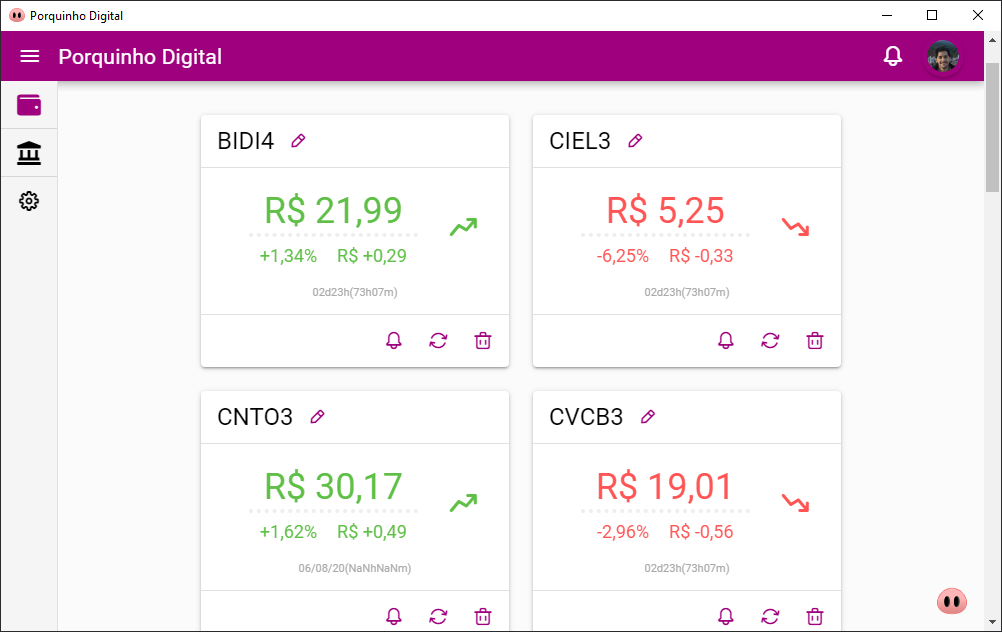 Porquinho Digital
Porquinho Digital
BIDI4
R$ 21,99
+1,34% R$ +0,29
02d23h(73h07m)
CIEL3
R$ 5,25
-6,25% R$ -0,33
02d23h(73h07m)
CNTO3
R$ 30,17
+1,62% R$ +0,49
06/08/20(NaNhNaNm)
CVCB3
R$ 19,01
-2,96% R$ -0,56
02d23h(73h07m)